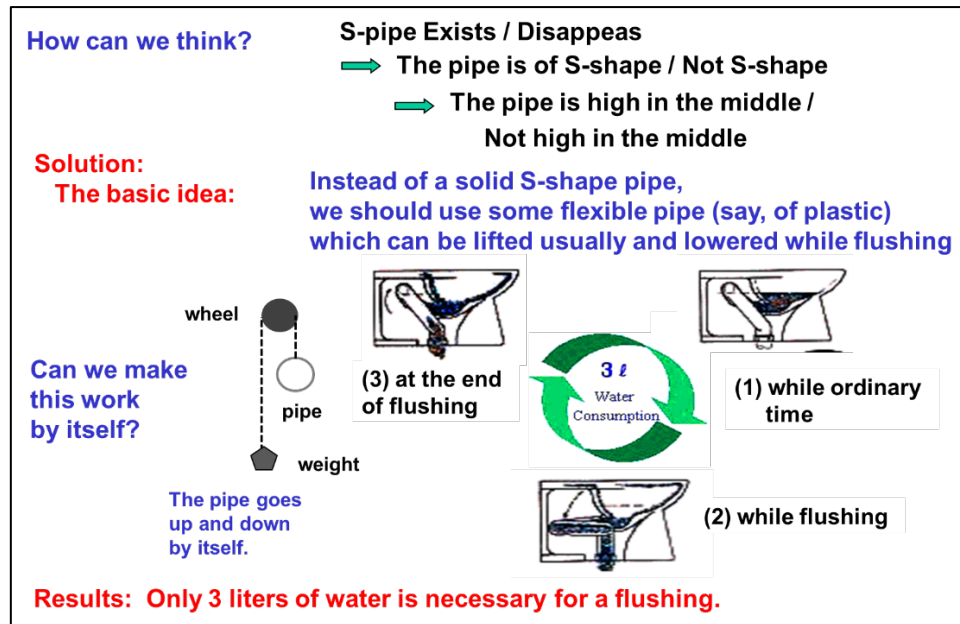 How can we think?
S-pipe Exists / Disappeas
The pipe is of S-shape / Not S-shape
The pipe is high in the middle /
Not high in the middle
Solution:
The basic idea:
Instead of a solid S-shape pipe,
we should use some flexible pipe (say, of plastic)
which can be lifted usually and lowered while flushing
wheel
pipe
weight
Can we make
this work
by itself?
The pipe goes
up and down
by itself.
(3) at the end
of flushing
3 ℓ
Water
Consumption
(1) while ordinary
time
(2) while flushing
Results: Only 3 liters of water is necessary for a flushing.